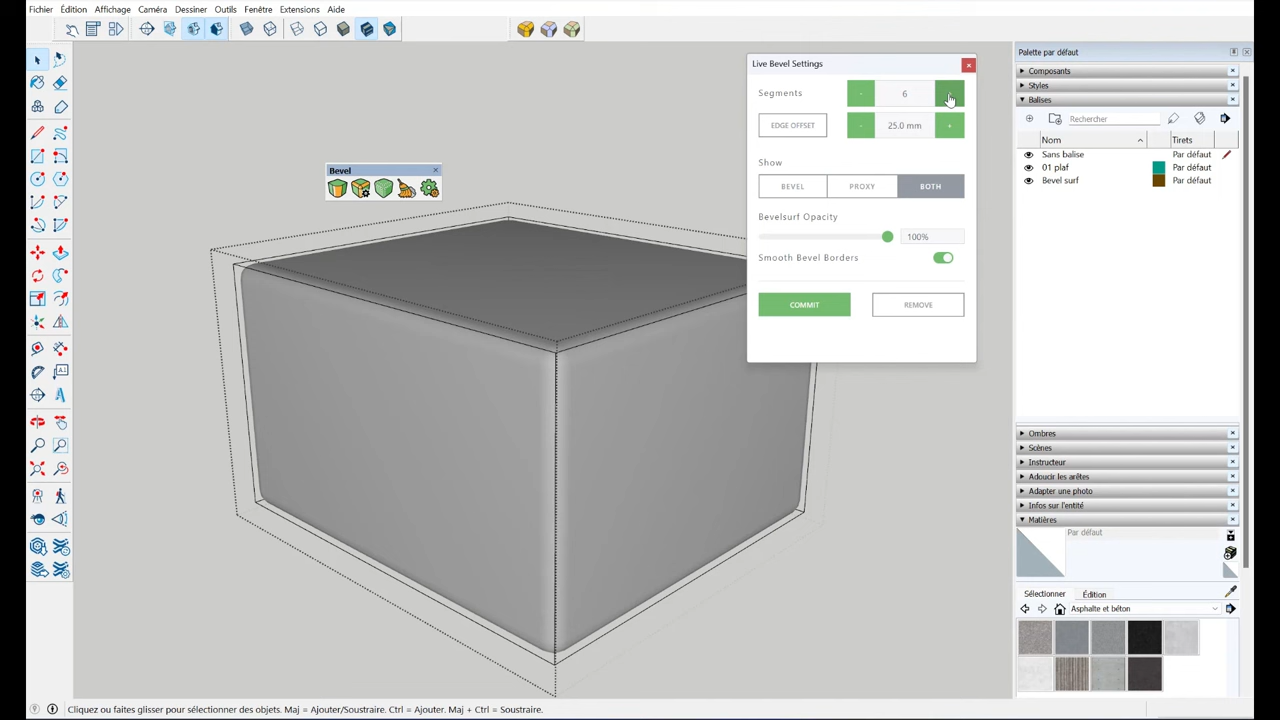 Fichier Édition Affichage Caméra Dessiner Outils Fenêtre Extensions Aide
Bevel
Live Bevel Settings
Segments - 6
EDGE OFFSET - 25.0 mm +
Show
BEVEL PROXY BOTH
Bevelsurf Opacity
100%
Smooth Bevel Borders
COMMIT REMOVE
Palette par défaut
Composants
Styles
Balises
Rechercher
Nom Tirets
Sans balise Par défaut
01 plaf Par défaut
Bevel surf Par défaut
Ombres
Scènes
Instructeur
Adoucir les arêtes
Adapter une photo
Infos sur l'entité
Matières
Par défaut
Sélectionner Édition
Asphalte et béton
Cliquez ou faites glisser pour sélectionner des objets. Maj = Ajouter/Soustraire. Ctrl = Ajouter. Maj + Ctrl = Soustraire.